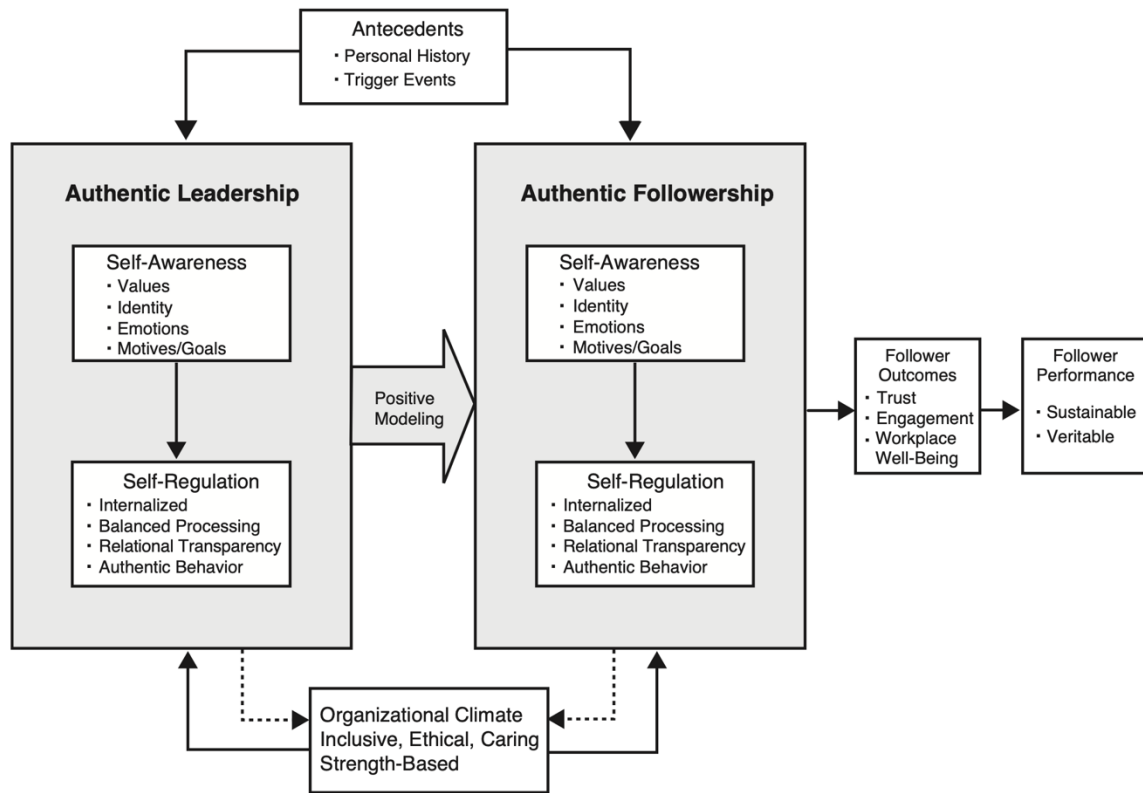 Antecedents
· Personal History
· Trigger Events
Authentic Leadership
Self-Awareness
· Values
· Identity
· Emotions
· Motives/Goals
Self-Regulation
· Internalized
· Balanced Processing
· Relational Transparency
· Authentic Behavior
Positive
Modeling
Authentic Followership
Self-Awareness
· Values
· Identity
· Emotions
· Motives/Goals
Self-Regulation
· Internalized
· Balanced Processing
· Relational Transparency
· Authentic Behavior
Follower
Outcomes
· Trust
· Engagement
· Workplace
Well-Being
Follower
Performance
· Sustainable
· Veritable
Organizational Climate
Inclusive, Ethical, Caring
Strength-Based